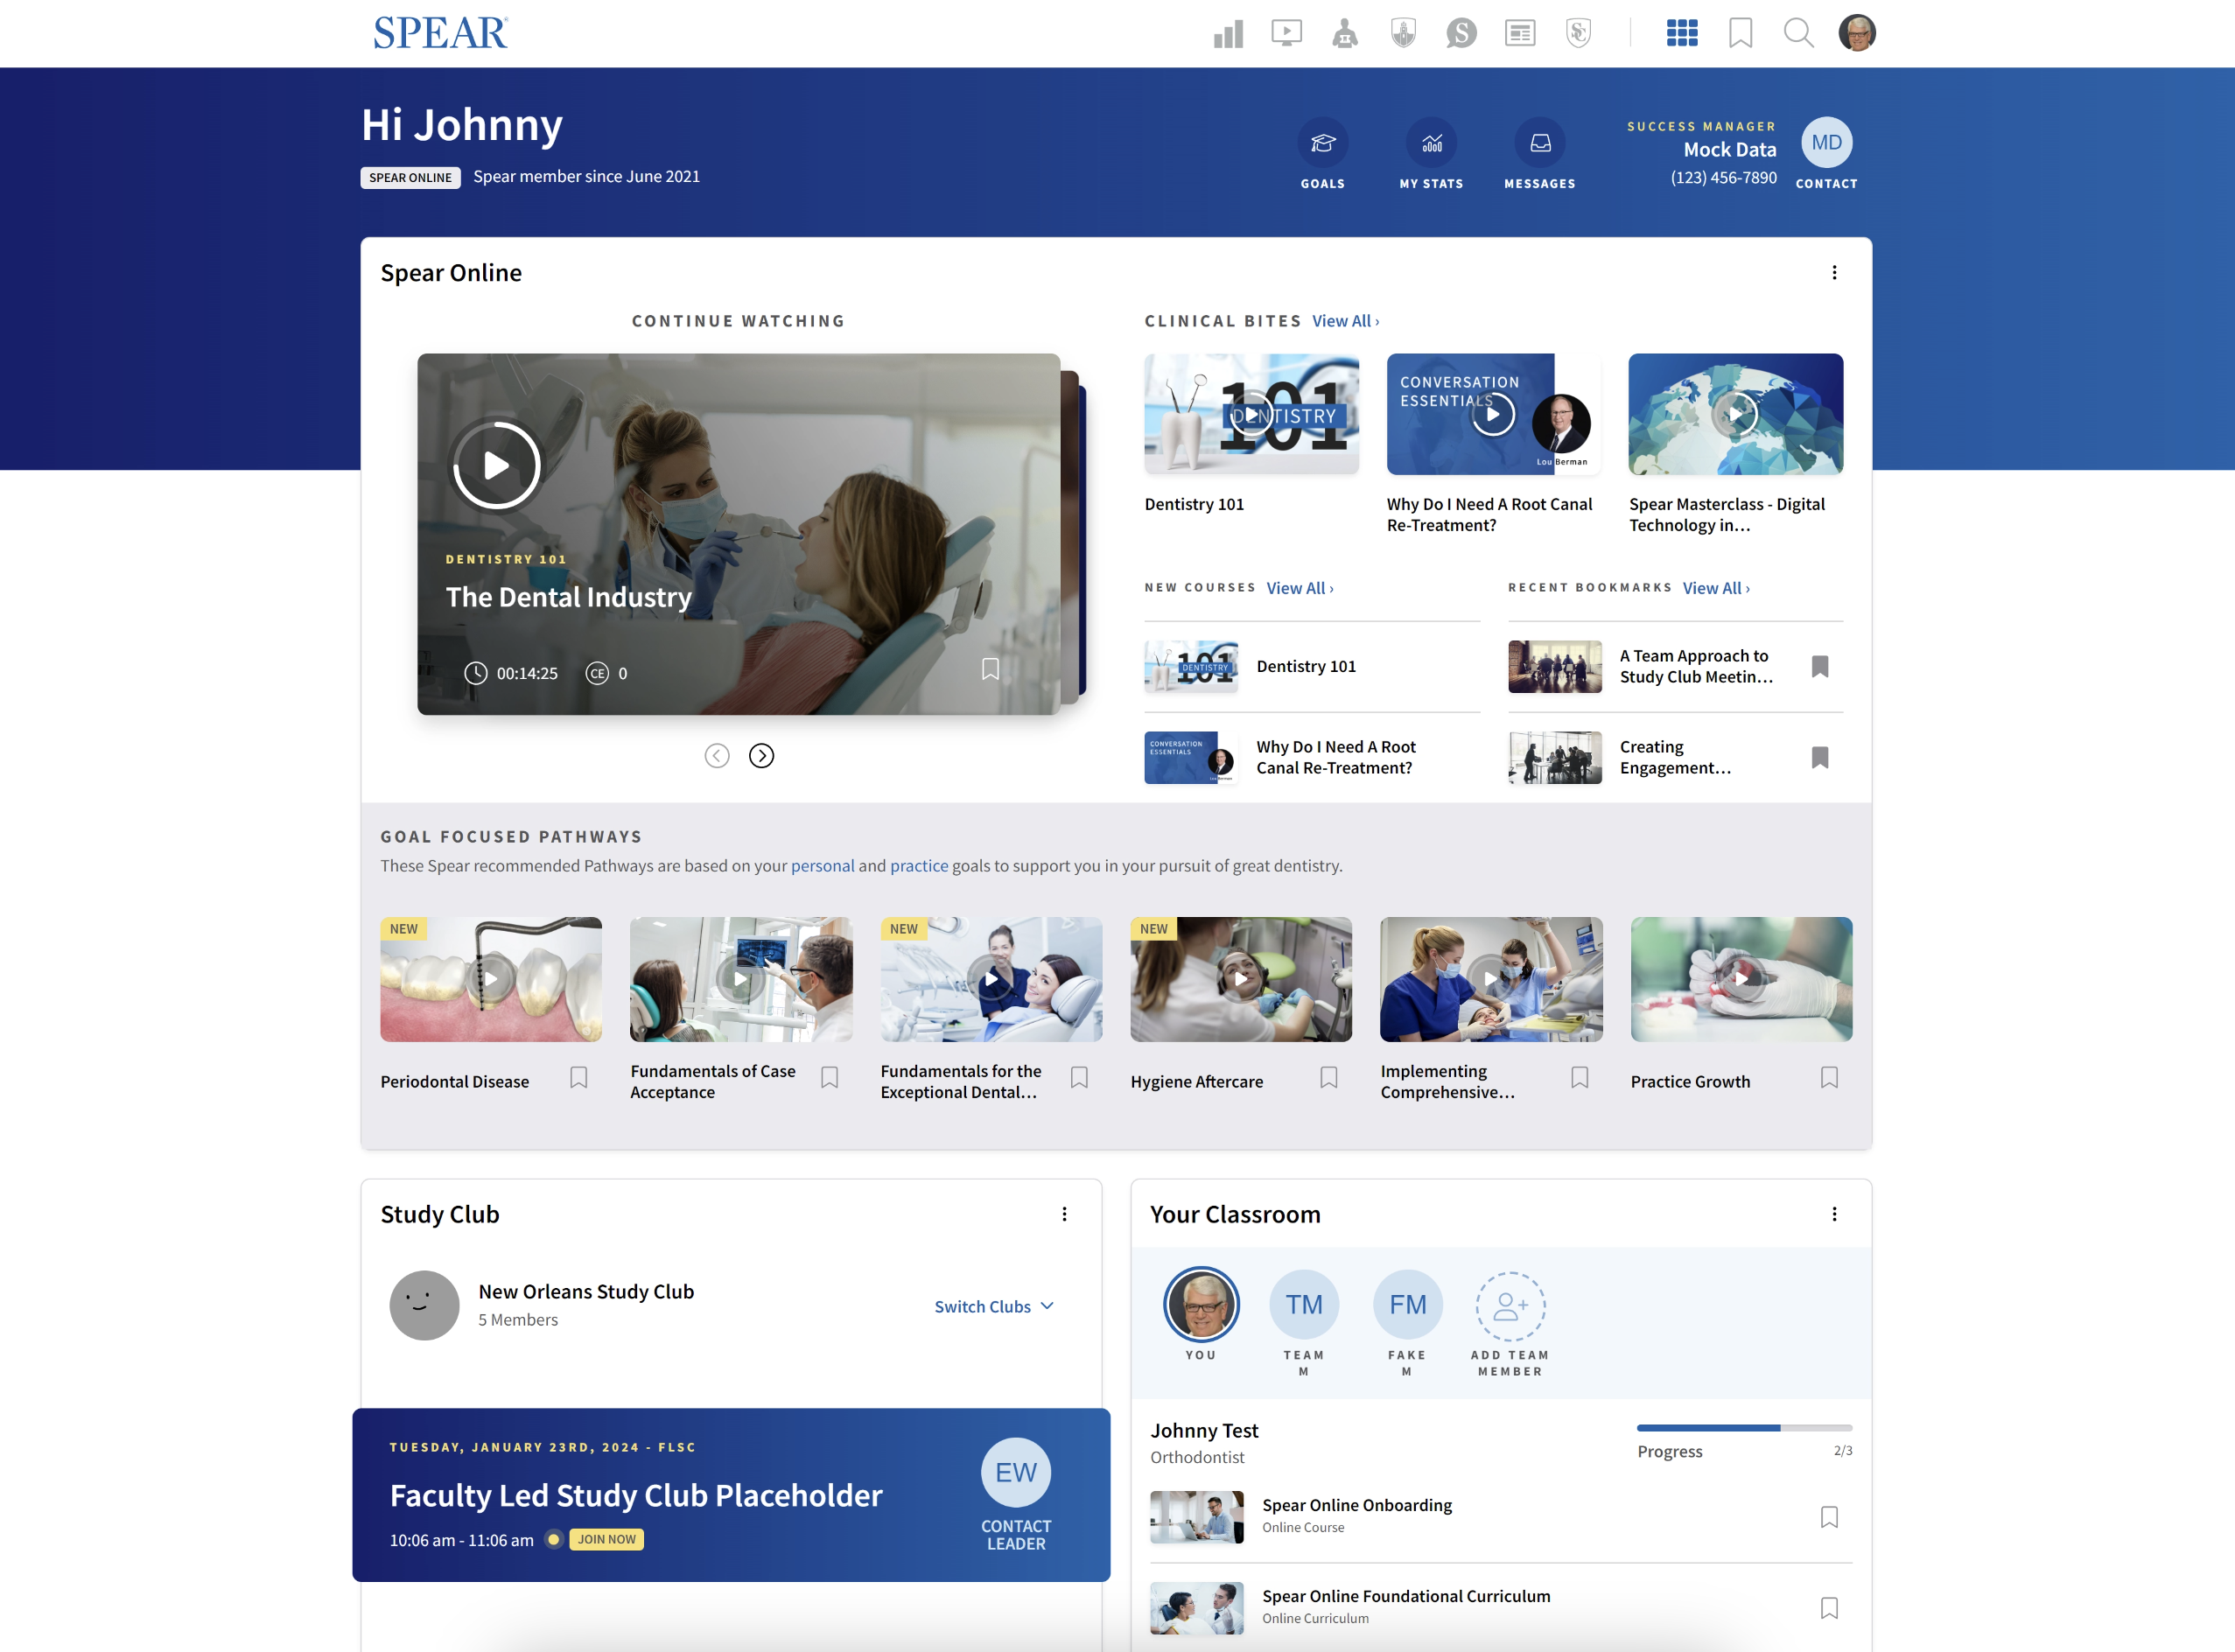 SPEAR
Hi Johnny
SPEAR ONLINE
Spear member since June 2021
GOALS
MY STATS
MESSAGES
SUCCESS MANAGER
Mock Data
(123) 456-7890
MD
CONTACT
Spear Online
CONTINUE WATCHING
DENTISTRY 101
The Dental Industry
00:14:25
CE
0
CLINICAL BITES
View All ›
101
DENTISTRY
Dentistry 101
CONVERSATION
ESSENTIALS
Lou Berman
Why Do I Need A Root Canal
Re-Treatment?
Spear Masterclass - Digital
Technology in...
NEW COURSES
View All ›
101
DENTISTRY
Dentistry 101
CONVERSATION
ESSENTIALS
Why Do I Need A Root
Canal Re-Treatment?
RECENT BOOKMARKS
View All ›
A Team Approach to
Study Club Meetin...
Creating
Engagement...
GOAL FOCUSED PATHWAYS
These Spear recommended Pathways are based on your personal and practice goals to support you in your pursuit of great dentistry.
NEW
Periodontal Disease
Fundamentals of Case
Acceptance
NEW
Fundamentals for the
Exceptional Dental...
NEW
Hygiene Aftercare
Implementing
Comprehensive...
Practice Growth
Study Club
New Orleans Study Club
5 Members
Switch Clubs
TUESDAY, JANUARY 23RD, 2024 - FLSC
Faculty Led Study Club Placeholder
10:06 am - 11:06 am
JOIN NOW
EW
CONTACT
LEADER
Your Classroom
YOU
TM
TEAM
M
FM
FAKE
M
ADD TEAM
MEMBER
Johnny Test
Orthodontist
Progress
2/3
Spear Online Onboarding
Online Course
Spear Online Foundational Curriculum
Online Curriculum